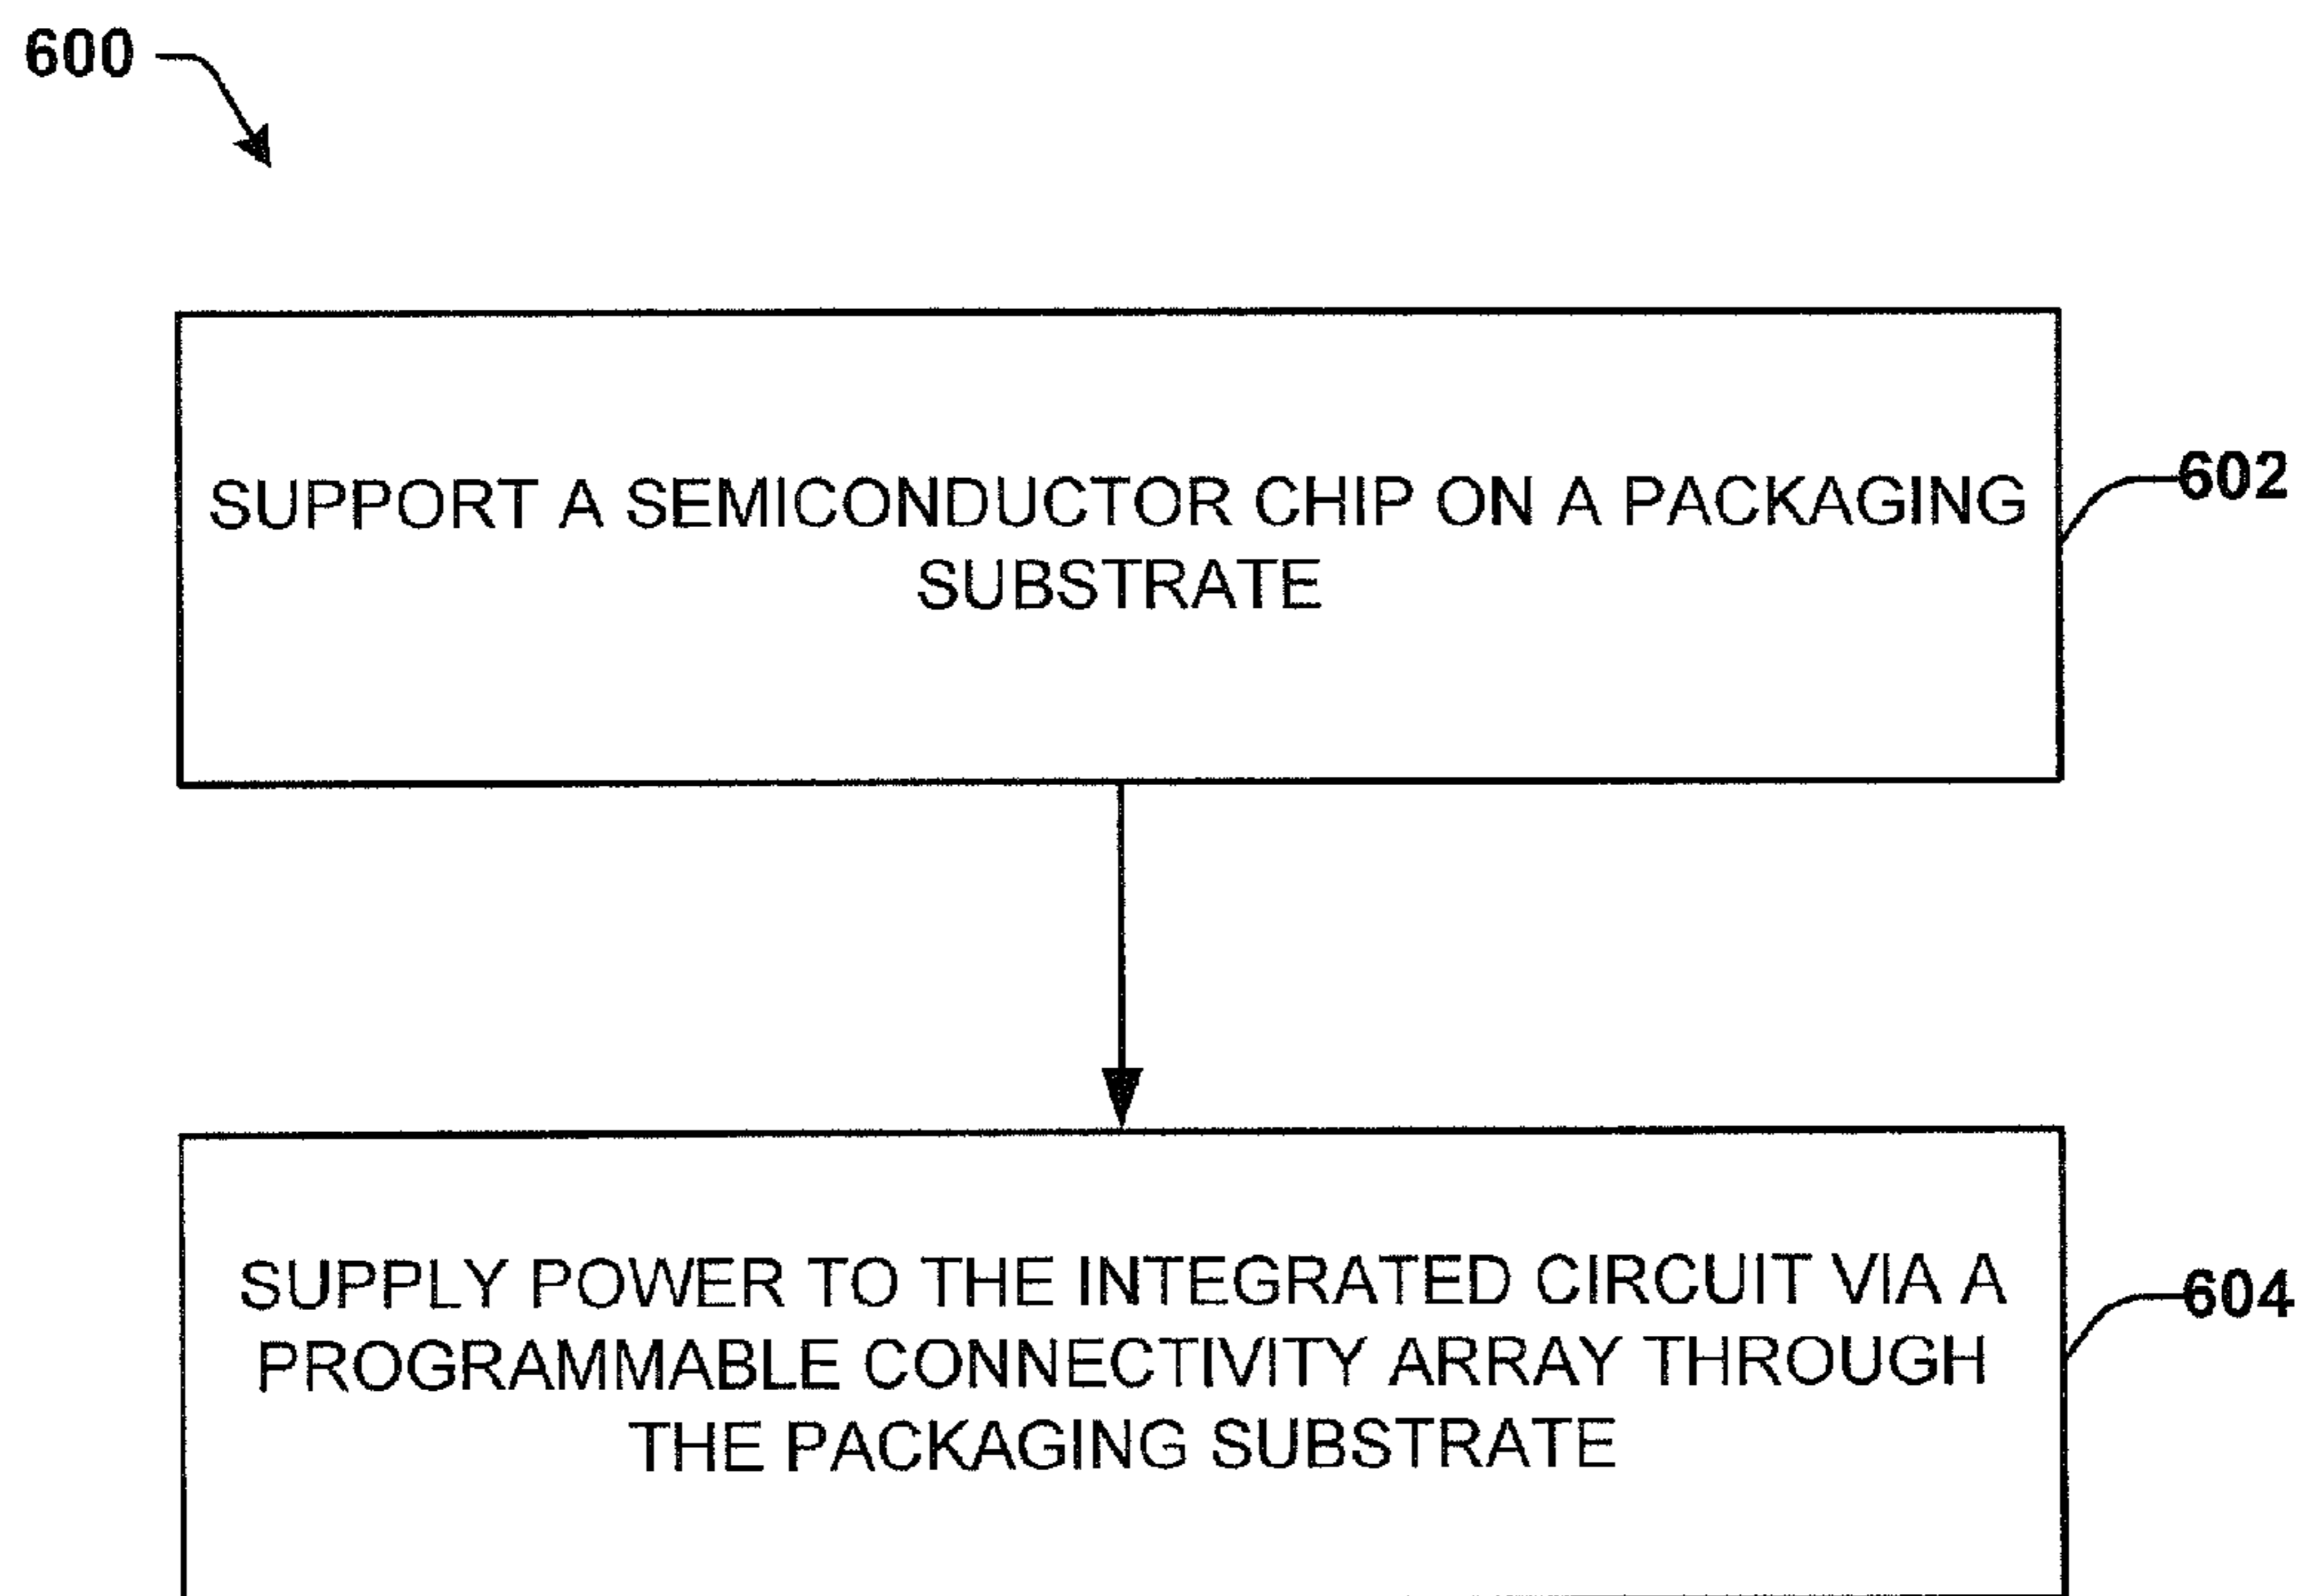 600
SUPPORT A SEMICONDUCTOR CHIP ON A PACKAGING
SUBSTRATE
602
SUPPLY POWER TO THE INTEGRATED CIRCUIT VIA A
PROGRAMMABLE CONNECTIVITY ARRAY THROUGH
THE PACKAGING SUBSTRATE
604